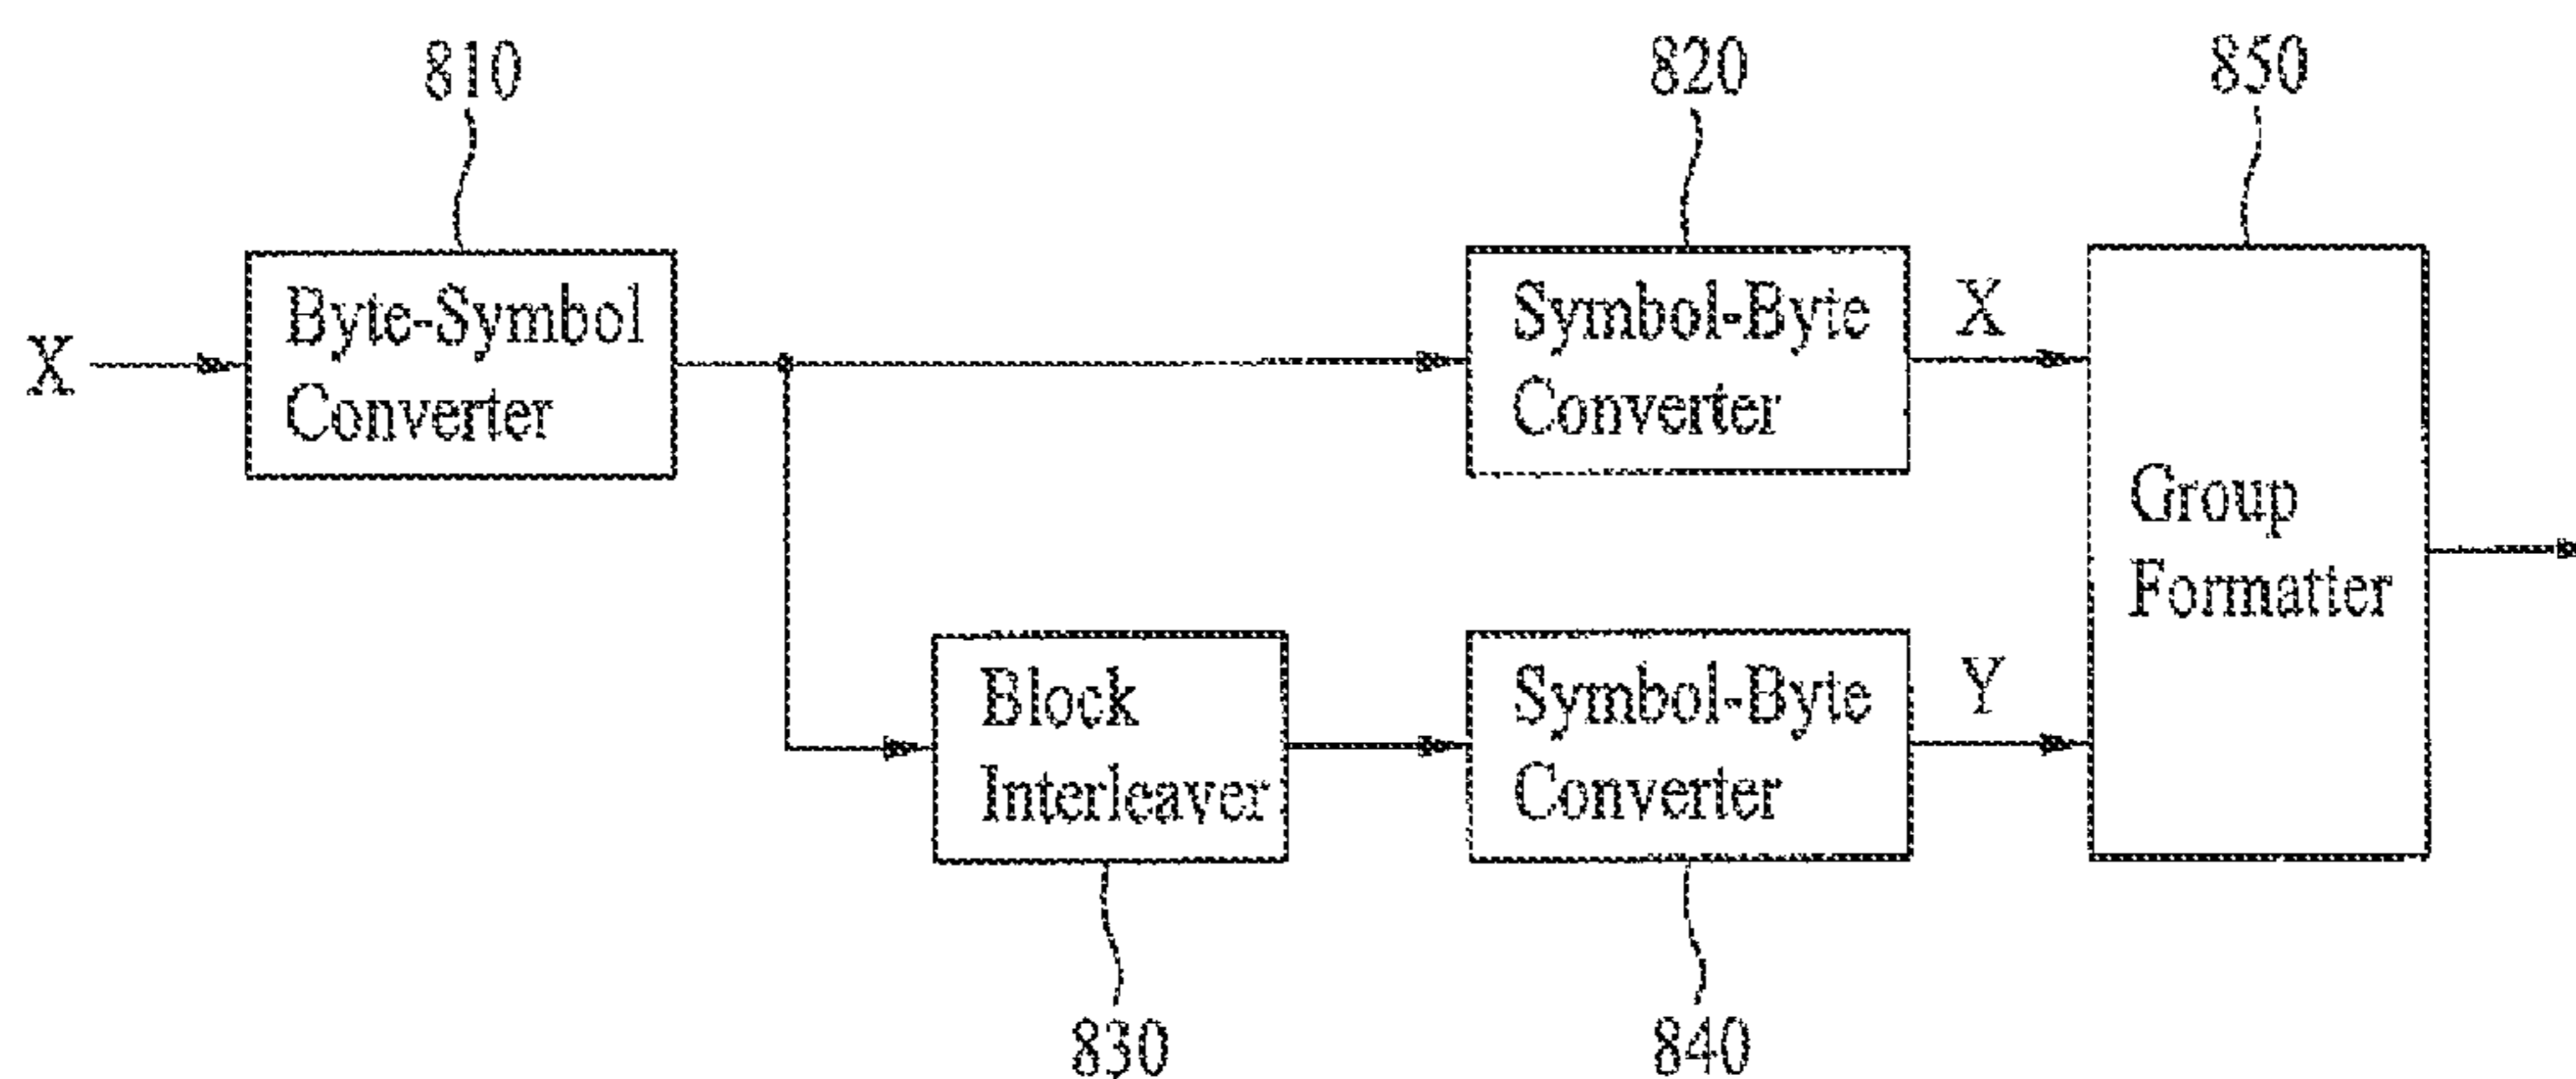 810
820
850
X
Byte-Symbol
Converter
Symbol-Byte
Converter
X
Group
Formatter
Block
Interleaver
Symbol-Byte
Converter
Y
830
840